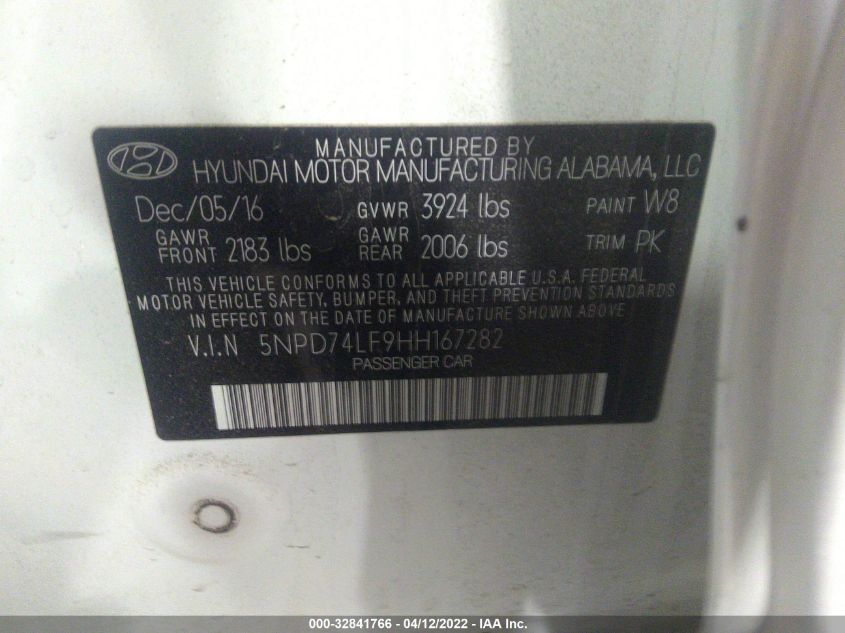 MANUFACTURED BY
HYUNDAI MOTOR MANUFACTURING ALABAMA, LLC
Dec/05/16 GVWR 3924 lbs PAINT W8
GAWR FRONT 2183 lbs GAWR REAR 2006 lbs TRIM PK
THIS VEHICLE CONFORMS TO ALL APPLICABLE U.S.A. FEDERAL
MOTOR VEHICLE SAFETY, BUMPER, AND THEFT PREVENTION STANDARDS
IN EFFECT ON THE DATE OF MANUFACTURE SHOWN ABOVE
V.I.N 5NPD74LF9HH167282
PASSENGER CAR
000-32841766 - 04/12/2022 - IAA Inc.